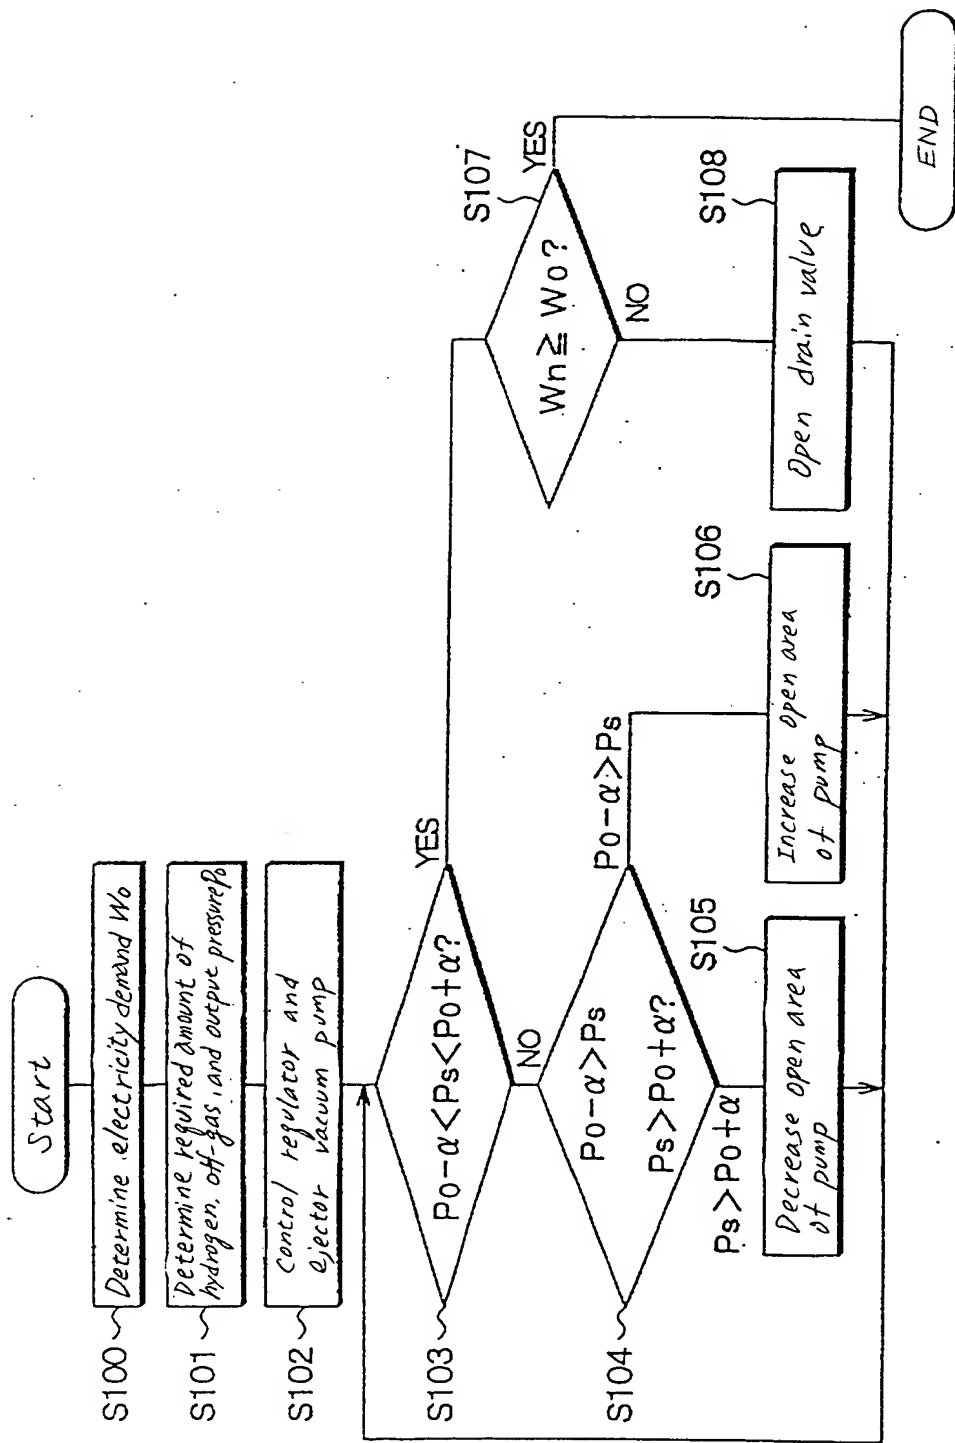 Start
S100
Determine electricity demand Wo
S101
Determine required amount of
hydrogen, off-gas, and output pressure Po
S102
Control regulator and
ejector vacuum pump
S103
Po-α<Ps<Po+α?
YES
NO
S104
Po-α>Ps
Ps>Po+α?
Po-α>Ps
Ps>Po+α
S105
Decrease open area
of pump
S106
Increase open area
of pump
S107
Wn≧Wo?
YES
NO
S108
Open drain value
END